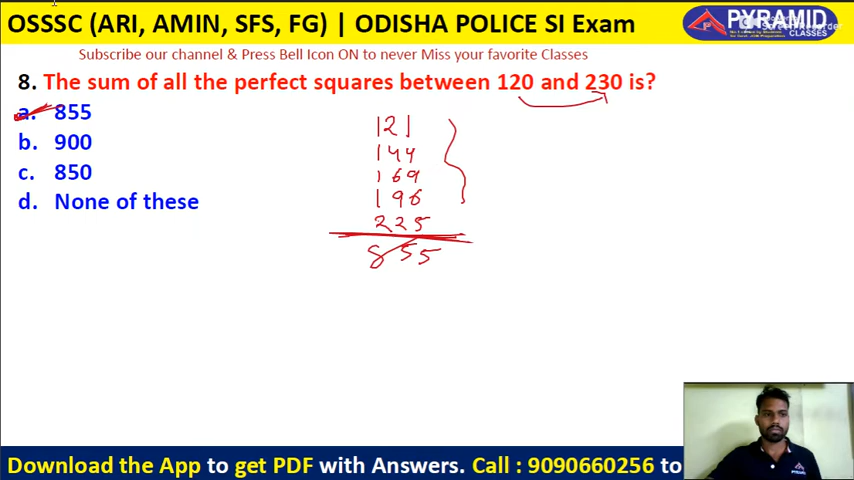 OSSSC (ARI, AMIN, SFS, FG) | ODISHA POLICE SI Exam
PYRAMID
CLASSES
Subscribe our channel & Press Bell Icon ON to never Miss your favorite Classes
8. The sum of all the perfect squares between 120 and 230 is?
a. 855
b. 900
c. 850
d. None of these
121
144
169
196
225
855
PYRAMID
Download the App to get PDF with Answers. Call : 9090660256 to